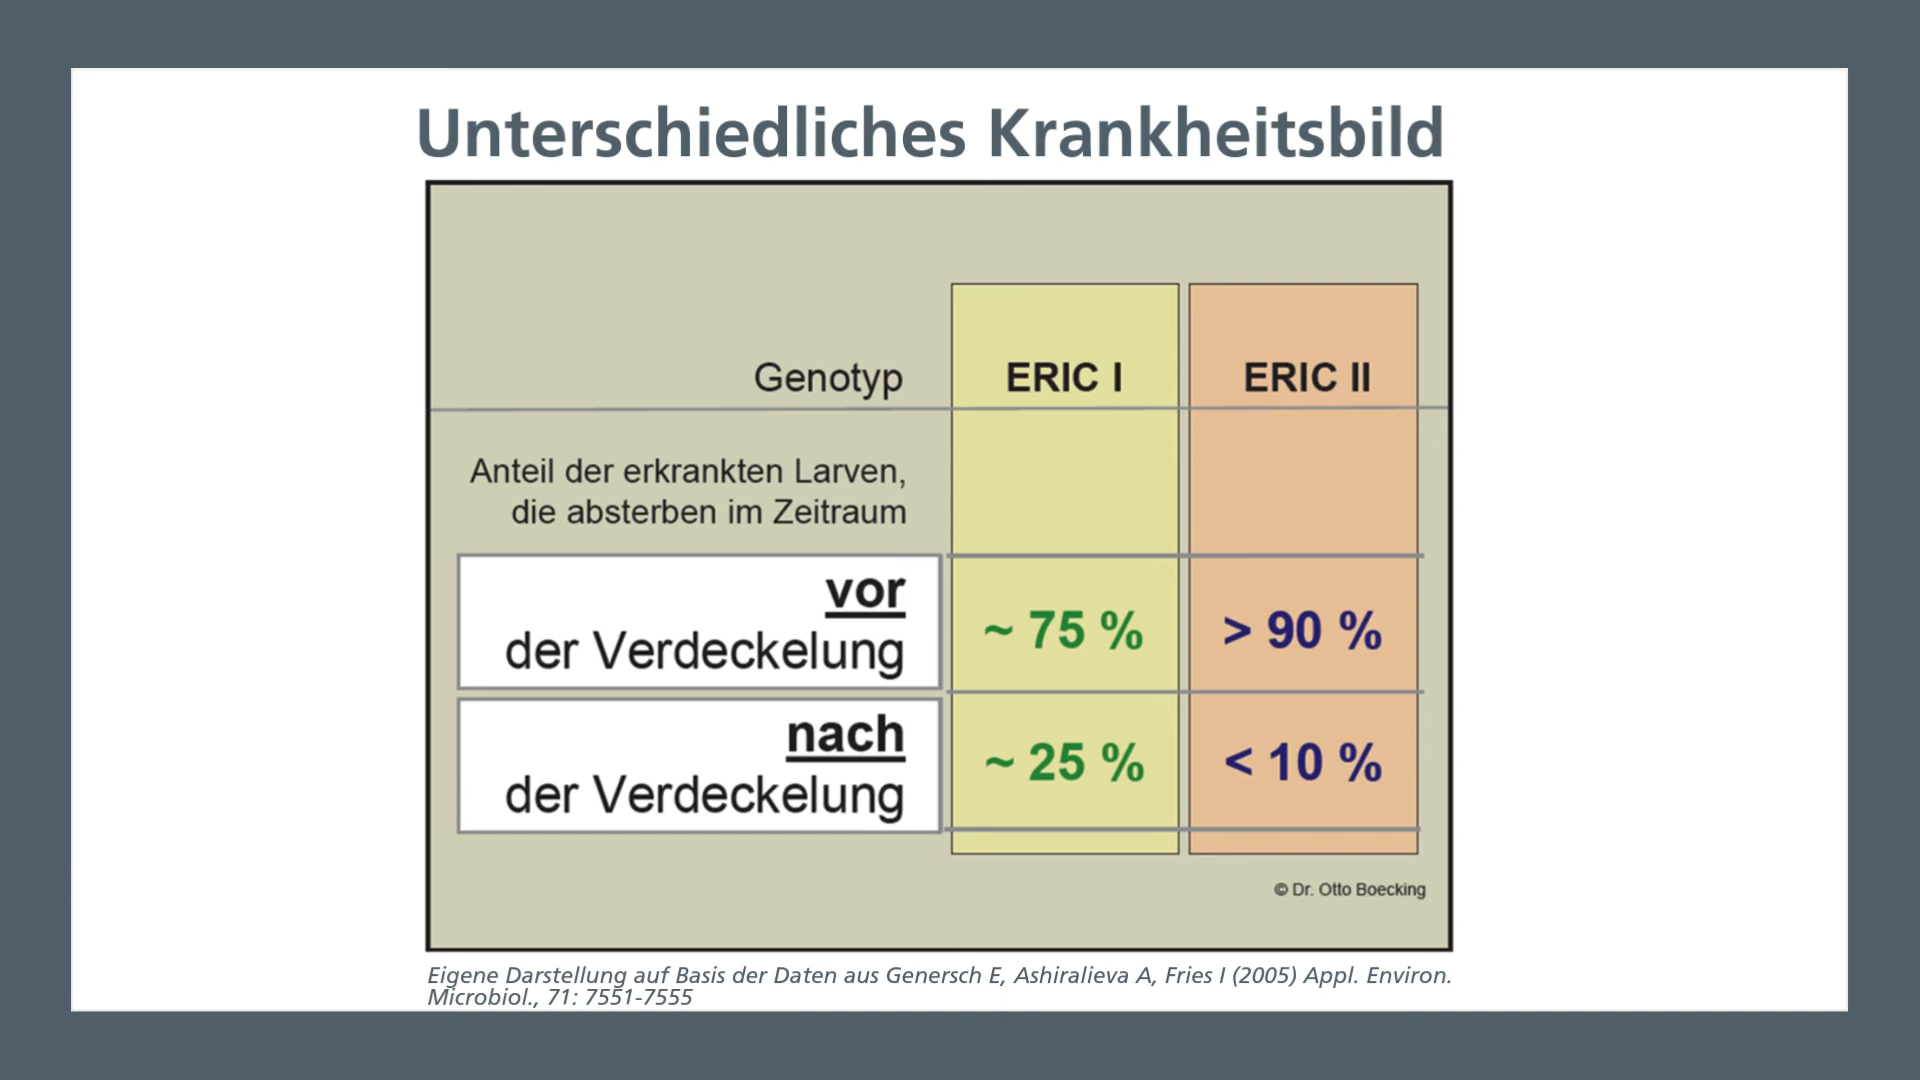 Unterschiedliches Krankheitsbild
Genotyp ERIC I ERIC II
Anteil der erkrankten Larven,
die absterben im Zeitraum
vor
der Verdeckelung ~ 75 % > 90 %
nach
der Verdeckelung ~ 25 % < 10 %
© Dr. Otto Boecking
Eigene Darstellung auf Basis der Daten aus Genersch E, Ashiralieva A, Fries I (2005) Appl. Environ.
Microbiol., 71: 7551-7555